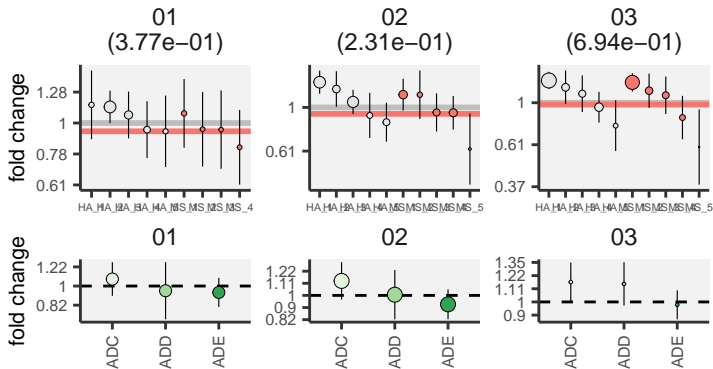 01
(3.77e−01)
02
(2.31e−01)
03
(6.94e−01)
fold change
1.28
1
0.78
0.61
1
0.61
1
0.61
0.37
01
02
03
fold change
1.22
1
0.82
1.22
1.11
1
0.9
0.82
1.35
1.22
1.11
1
0.9
ADC
ADD
ADE
ADC
ADD
ADE
ADC
ADD
ADE